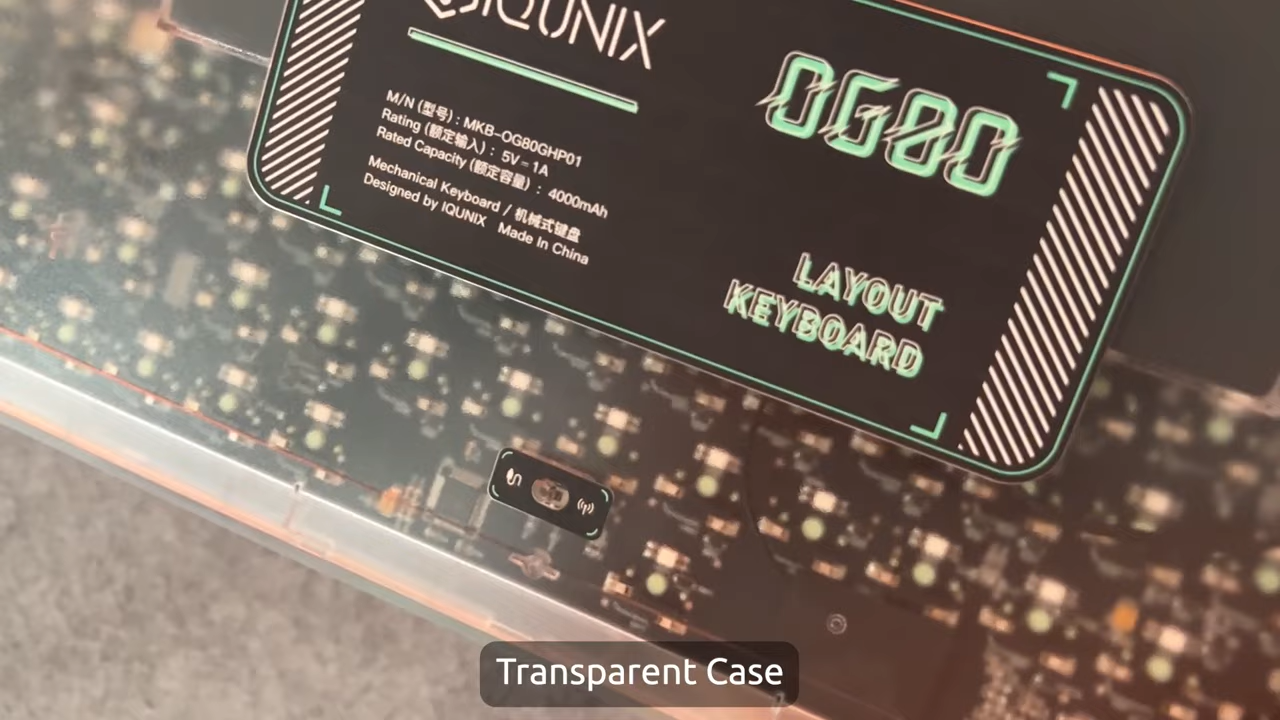 IQUNIX
OG80
M/N (型号) : MKB-OG80GHP01
Rating (额定输入) : 5V⎓1A
Rated Capacity (额定容量) : 4000mAh
Mechanical Keyboard / 机械式键盘
Designed by IQUNIX Made In China
LAYOUT
KEYBOARD
Transparent Case